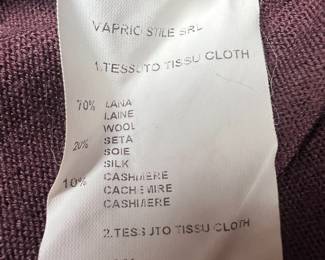 VAPRIO STILE SRL
1.TESSUTO TISSU CLOTH
70% LANA
LAINE
WOOL
20% SETA
SOIE
SILK
10% CASHMERE
CACHEMIRE
CASHMERE
2.TESSUTO TISSU CLOTH